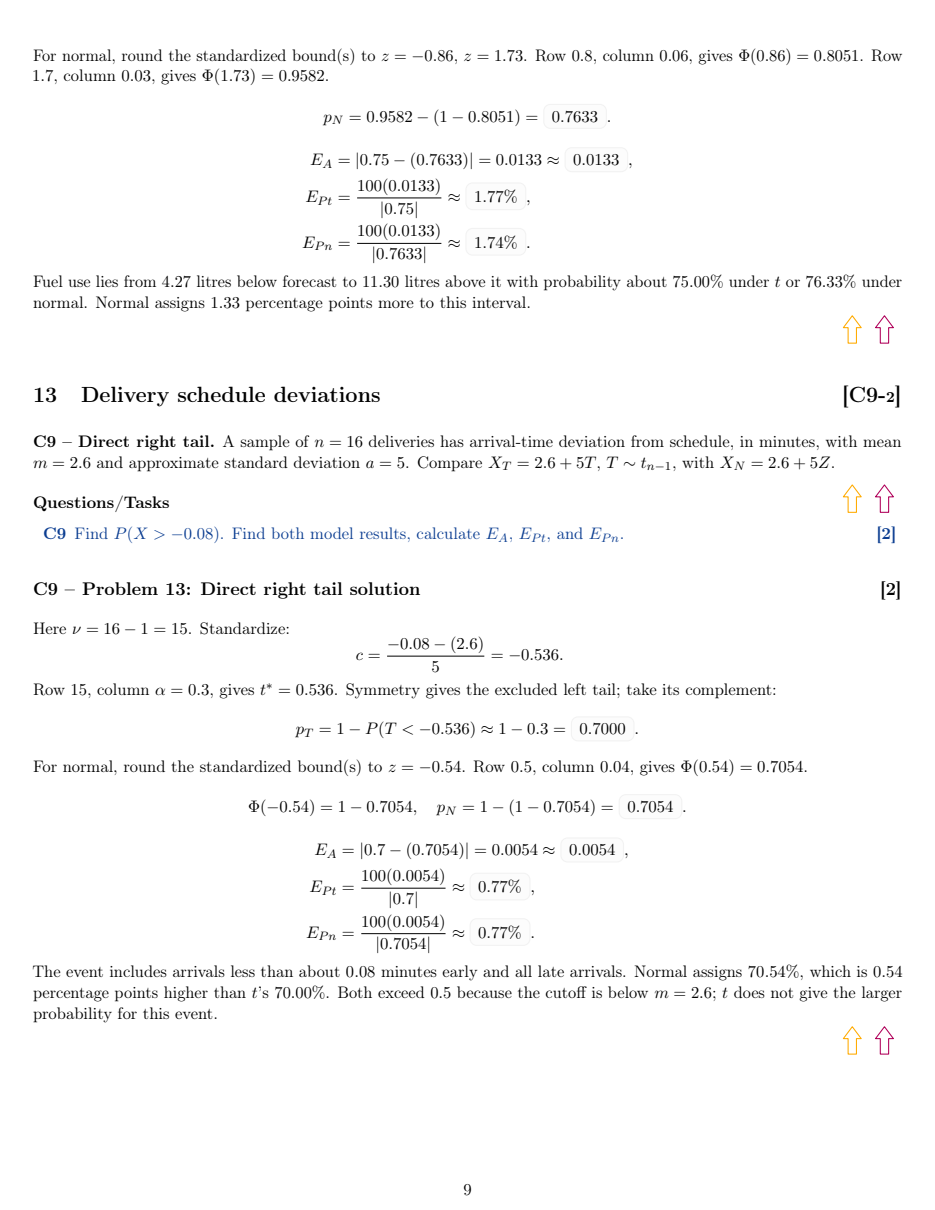 For normal, round the standardized bound(s) to z = −0.86, z = 1.73. Row 0.8, column 0.06, gives Φ(0.86) = 0.8051. Row
1.7, column 0.03, gives Φ(1.73) = 0.9582.
p_N = 0.9582 − (1 − 0.8051) = 0.7633 .
E_A = |0.75 − (0.7633)| = 0.0133 ≈ 0.0133 ,
E_Pt = 100(0.0133) / |0.75| ≈ 1.77% ,
E_Pn = 100(0.0133) / |0.7633| ≈ 1.74% .
Fuel use lies from 4.27 litres below forecast to 11.30 litres above it with probability about 75.00% under t or 76.33% under
normal. Normal assigns 1.33 percentage points more to this interval.
13 Delivery schedule deviations [C9-2]
C9 – Direct right tail. A sample of n = 16 deliveries has arrival-time deviation from schedule, in minutes, with mean
m = 2.6 and approximate standard deviation a = 5. Compare X_T = 2.6 + 5T, T ∼ t_{n−1}, with X_N = 2.6 + 5Z.
Questions/Tasks
C9 Find P(X > −0.08). Find both model results, calculate E_A, E_Pt, and E_Pn. [2]
C9 – Problem 13: Direct right tail solution [2]
Here ν = 16 − 1 = 15. Standardize:
c = −0.08 − (2.6) / 5 = −0.536.
Row 15, column α = 0.3, gives t* = 0.536. Symmetry gives the excluded left tail; take its complement:
p_T = 1 − P(T < −0.536) ≈ 1 − 0.3 = 0.7000 .
For normal, round the standardized bound(s) to z = −0.54. Row 0.5, column 0.04, gives Φ(0.54) = 0.7054.
Φ(−0.54) = 1 − 0.7054, p_N = 1 − (1 − 0.7054) = 0.7054 .
E_A = |0.7 − (0.7054)| = 0.0054 ≈ 0.0054 ,
E_Pt = 100(0.0054) / |0.7| ≈ 0.77% ,
E_Pn = 100(0.0054) / |0.7054| ≈ 0.77% .
The event includes arrivals less than about 0.08 minutes early and all late arrivals. Normal assigns 70.54%, which is 0.54
percentage points higher than t's 70.00%. Both exceed 0.5 because the cutoff is below m = 2.6; t does not give the larger
probability for this event.
9